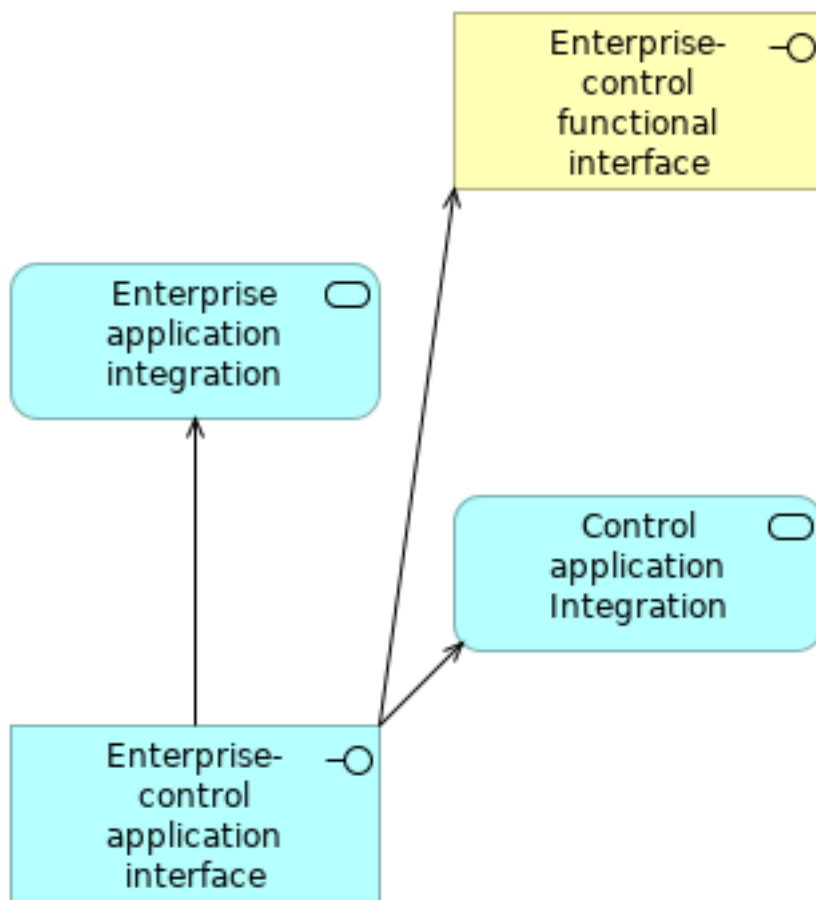 Enterprise-
control
functional
interface
Enterprise
application
integration
Control
application
Integration
Enterprise-
control
application
interface